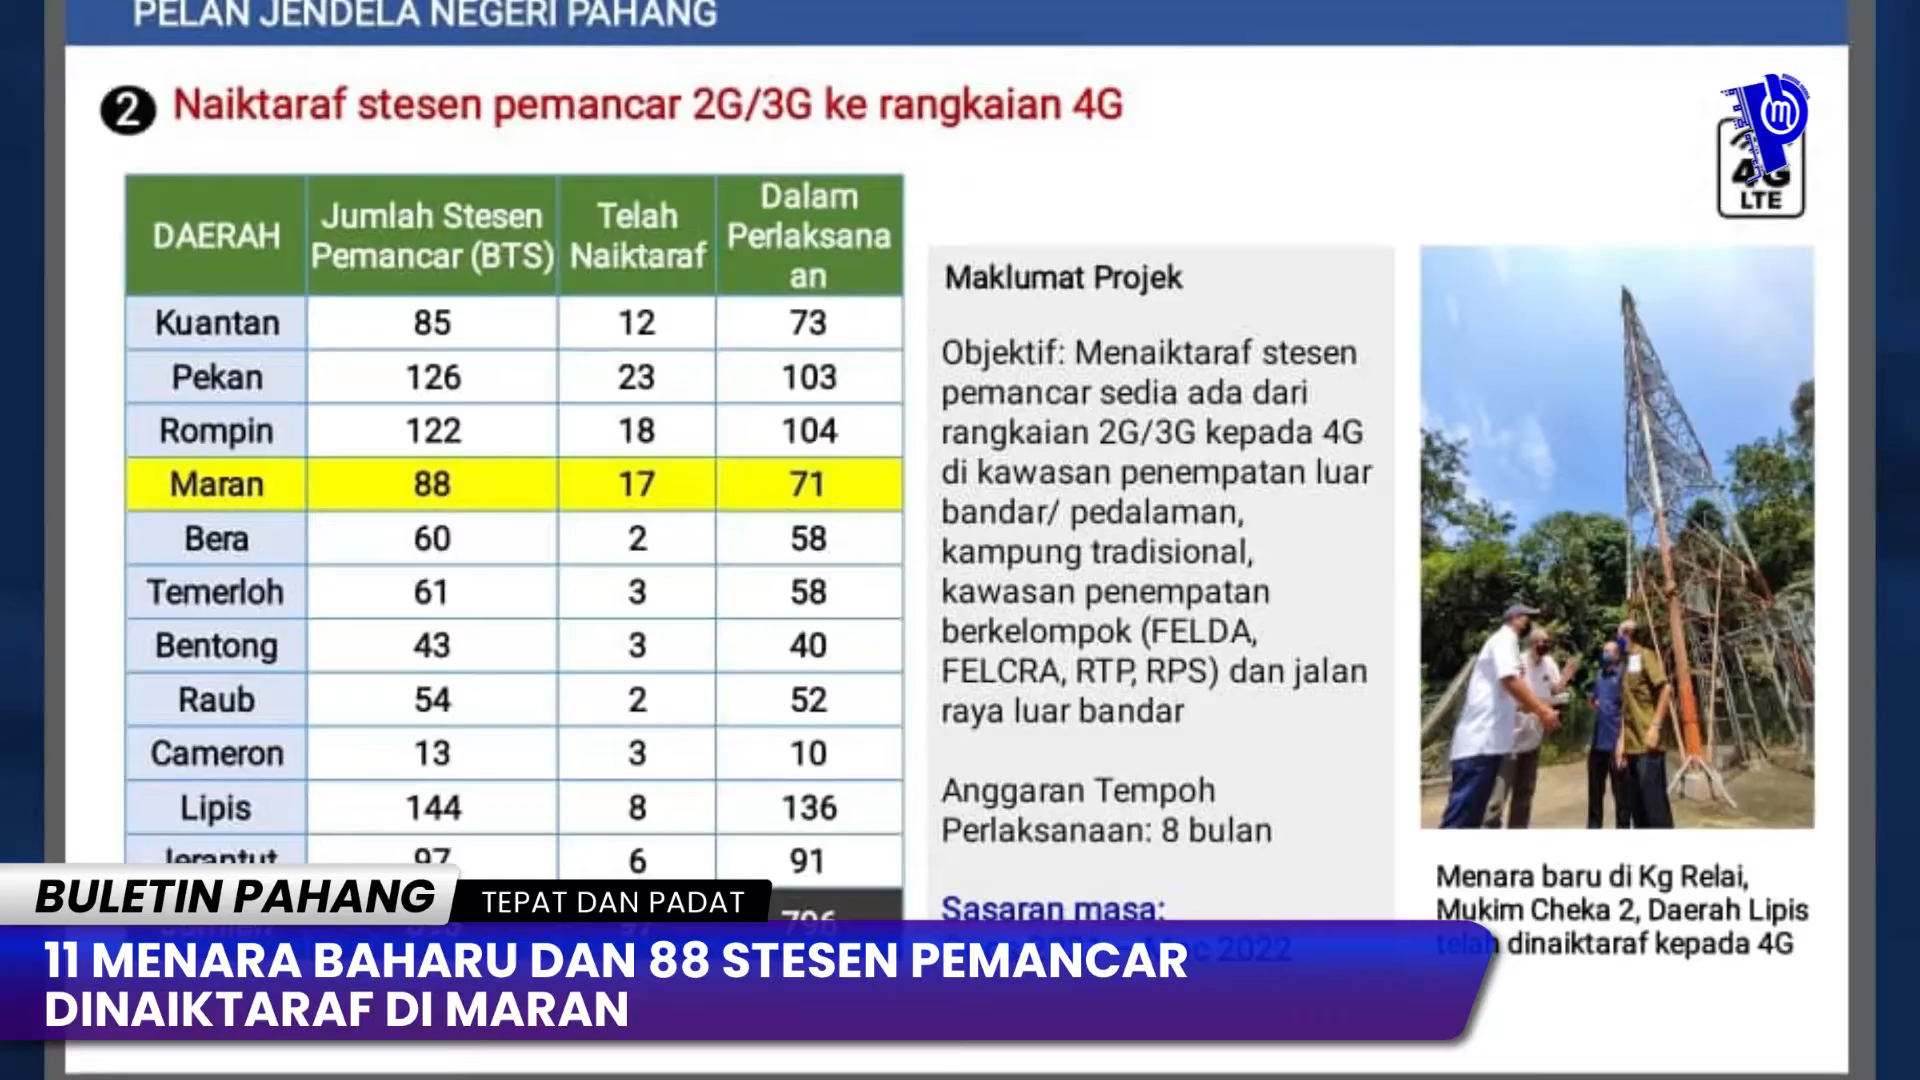 PELAN JENDELA NEGERI PAHANG
2 Naiktaraf stesen pemancar 2G/3G ke rangkaian 4G
4G
LTE
DAERAH Jumlah Stesen Pemancar (BTS) Telah Naiktaraf Dalam Perlaksanaan
Kuantan 85 12 73
Pekan 126 23 103
Rompin 122 18 104
Maran 88 17 71
Bera 60 2 58
Temerloh 61 3 58
Bentong 43 3 40
Raub 54 2 52
Cameron 13 3 10
Lipis 144 8 136
Jerantut 97 6 91
796
Maklumat Projek
Objektif: Menaiktaraf stesen
pemancar sedia ada dari
rangkaian 2G/3G kepada 4G
di kawasan penempatan luar
bandar/ pedalaman,
kampung tradisional,
kawasan penempatan
berkelompok (FELDA,
FELCRA, RTP, RPS) dan jalan
raya luar bandar
Anggaran Tempoh
Perlaksanaan: 8 bulan
Sasaran masa:
2022
Menara baru di Kg Relai,
Mukim Cheka 2, Daerah Lipis
telah dinaiktaraf kepada 4G
BULETIN PAHANG
TEPAT DAN PADAT
11 MENARA BAHARU DAN 88 STESEN PEMANCAR
DINAIKTARAF DI MARAN